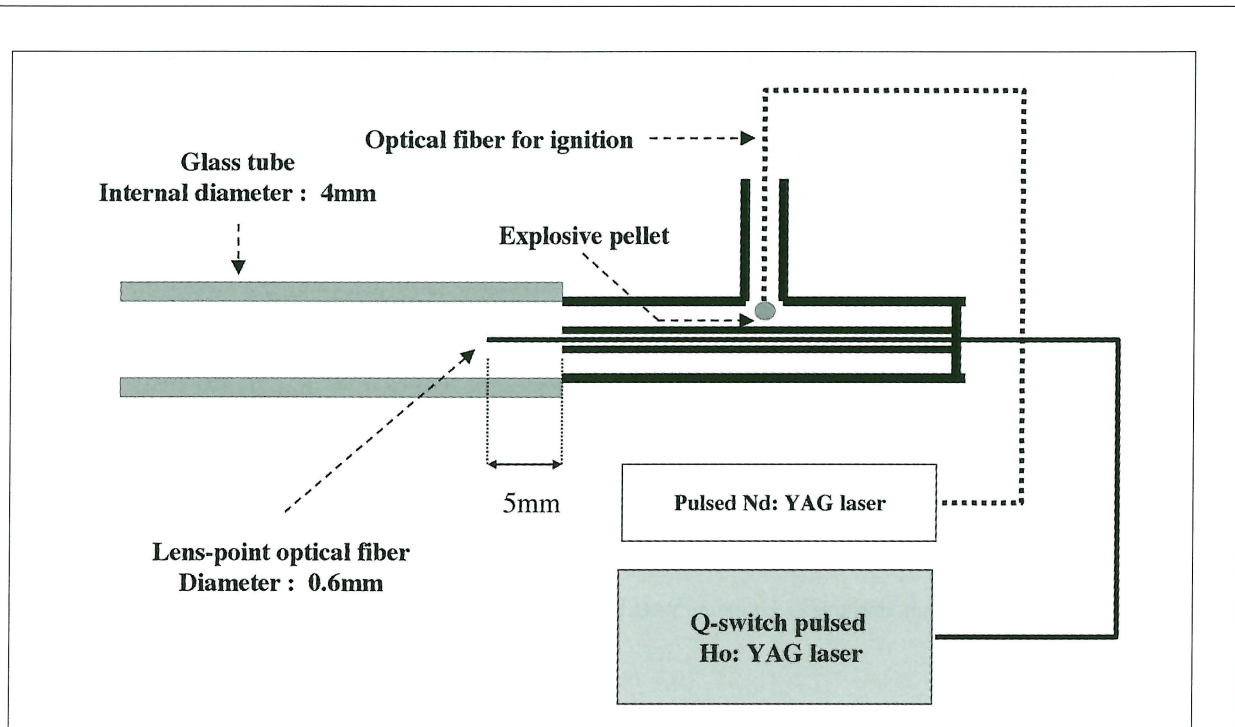 Optical fiber for ignition
Glass tube
Internal diameter : 4mm
Explosive pellet
5mm
Pulsed Nd: YAG laser
Lens-point optical fiber
Diameter : 0.6mm
Q-switch pulsed
Ho: YAG laser